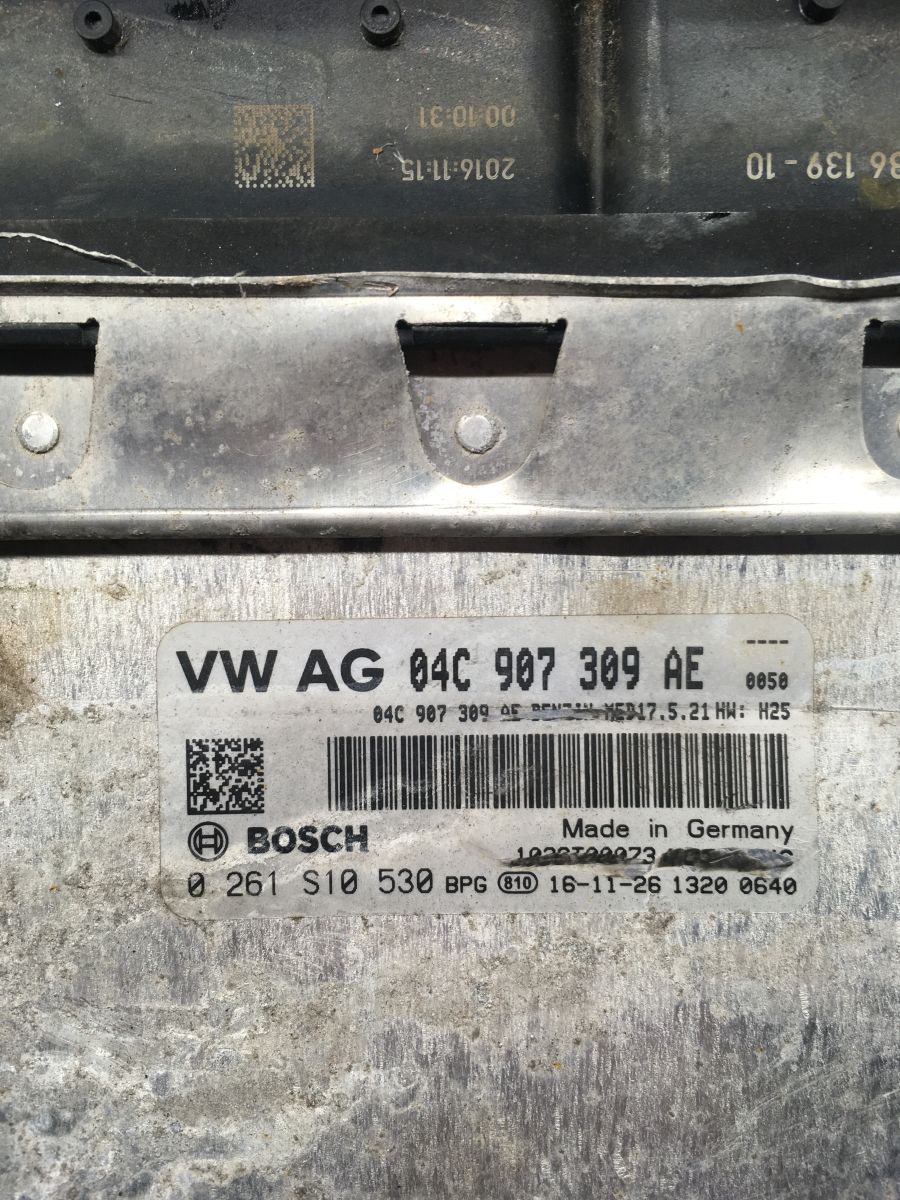 00:10:31
2016:11:15
36 139 - 10
VW AG 04C 907 309 AE ----
0050
04C 907 309 AE BENZIN MED17.5.21 HW: H25
BOSCH
Made in Germany
0 261 S10 530 BPG 810 16-11-26 1320 0640